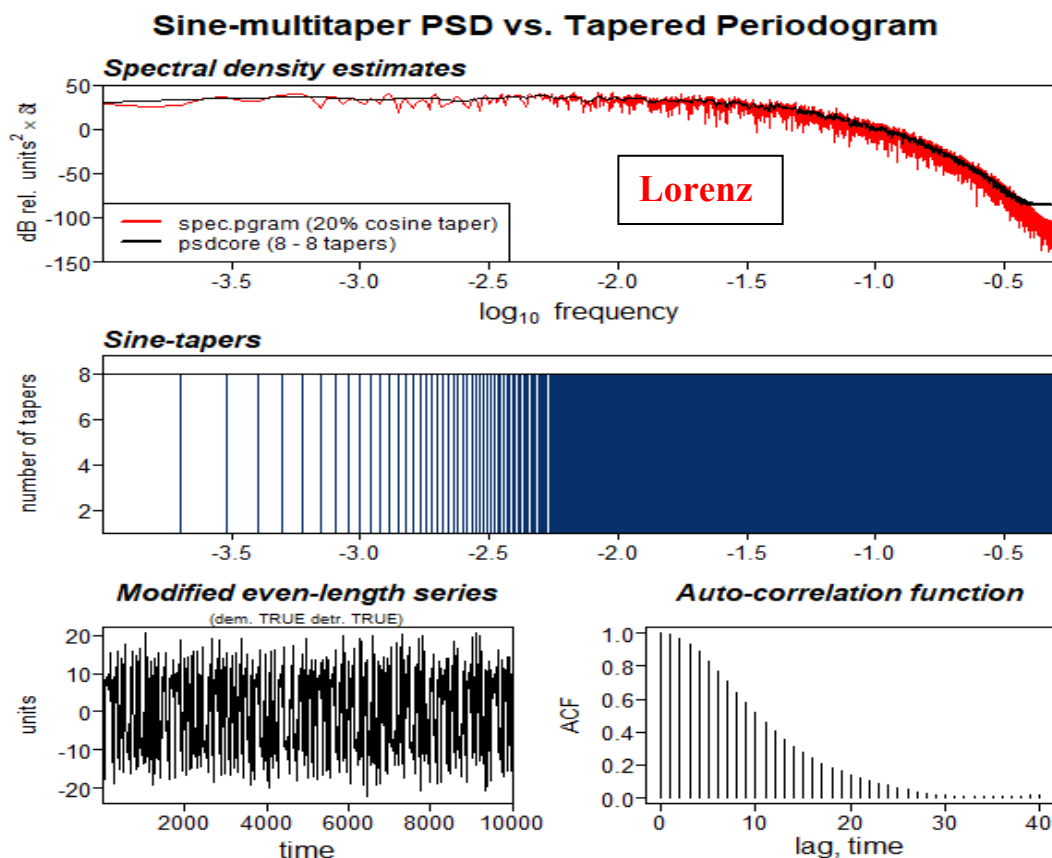 Sine-multitaper PSD vs. Tapered Periodogram
Spectral density estimates
dB rel. units² × ∂t
50
0
-50
-100
-150
Lorenz
spec.pgram (20% cosine taper)
psdcore (8 - 8 tapers)
-3.5 -3.0 -2.5 -2.0 -1.5 -1.0 -0.5
log₁₀ frequency
Sine-tapers
number of tapers
8
6
4
2
-3.5 -3.0 -2.5 -2.0 -1.5 -1.0 -0.5
Modified even-length series
(dem. TRUE detr. TRUE)
units
20
10
0
-10
-20
2000 4000 6000 8000 10000
time
Auto-correlation function
ACF
1.0
0.8
0.6
0.4
0.2
0.0
0 10 20 30 40
lag, time